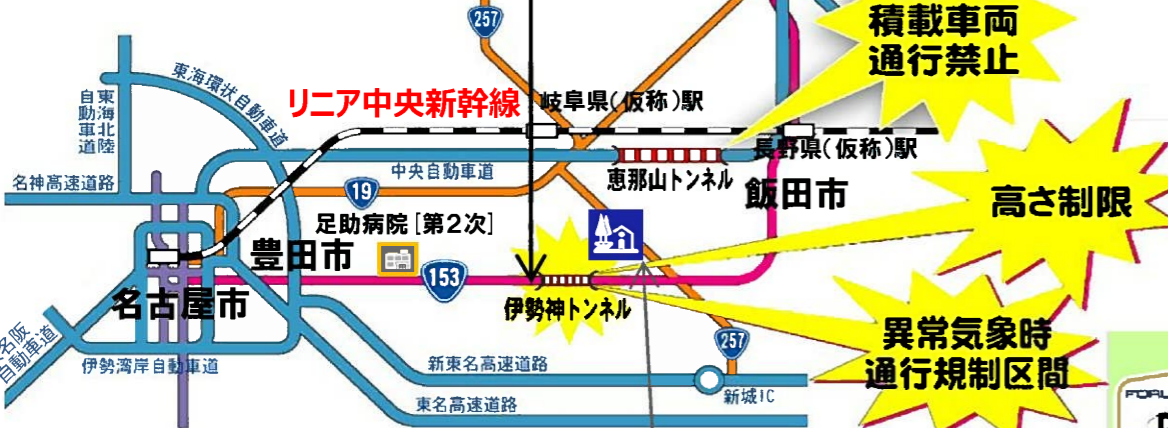 257
積載車両
通行禁止
東海環状自動車道
東海北陸
自動車道
リニア中央新幹線
岐阜県(仮称)駅
長野県(仮称)駅
中央自動車道
恵那山トンネル
飯田市
名神高速道路
19
高さ制限
足助病院[第2次]
豊田市
153
名古屋市
伊勢神トンネル
異常気象時
通行規制区間
257
名阪
自動車道
伊勢湾岸自動車道
新東名高速道路
新城IC
東名高速道路